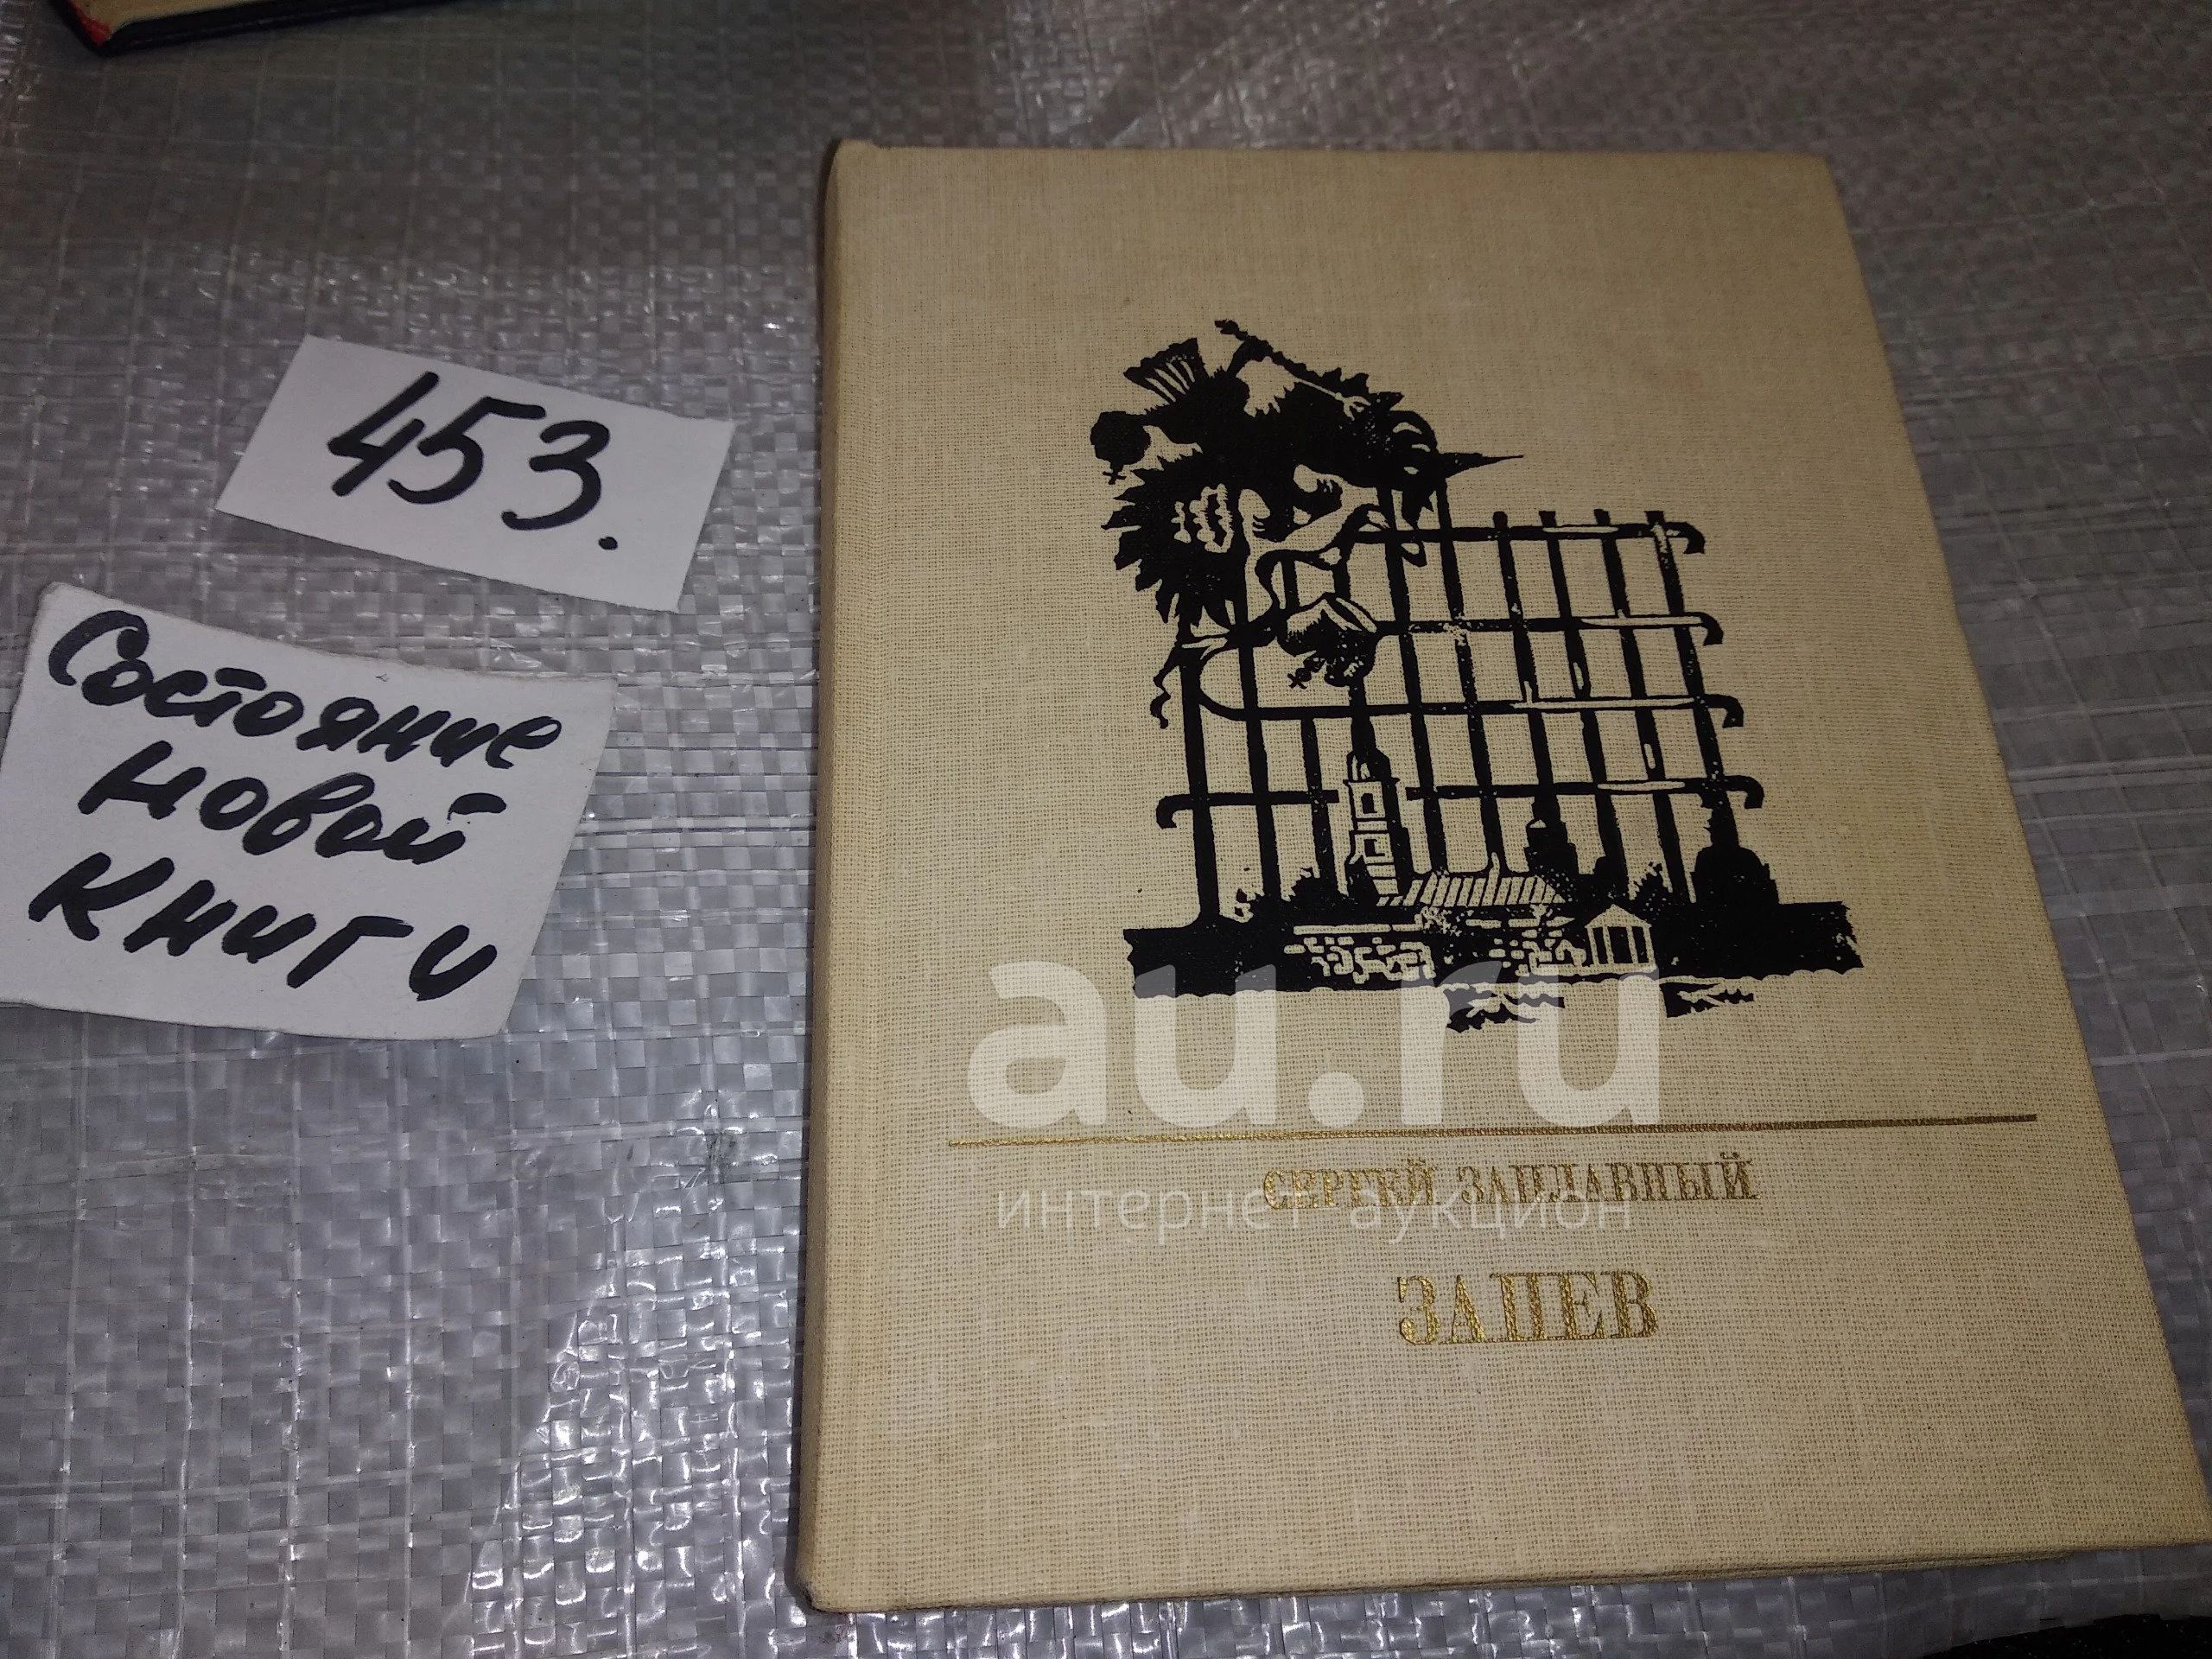 453.
Состояние
новой
книги
au.ru
интернет аукцион
СЕРГЕЙ ЗАПЛАВНЫЙ
ЗАПЕВ